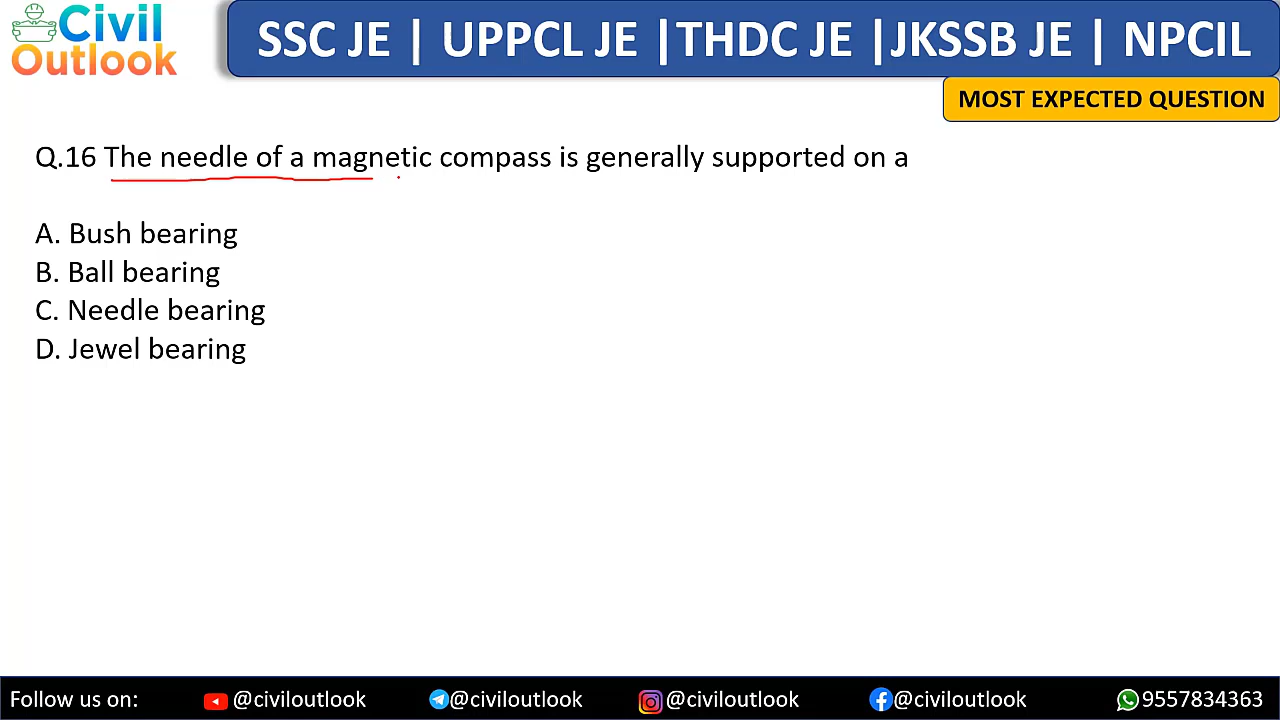 Civil
Outlook
SSC JE | UPPCL JE |THDC JE |JKSSB JE | NPCIL
MOST EXPECTED QUESTION
Q.16 The needle of a magnetic compass is generally supported on a
A. Bush bearing
B. Ball bearing
C. Needle bearing
D. Jewel bearing
Follow us on: @civiloutlook @civiloutlook @civiloutlook @civiloutlook 9557834363